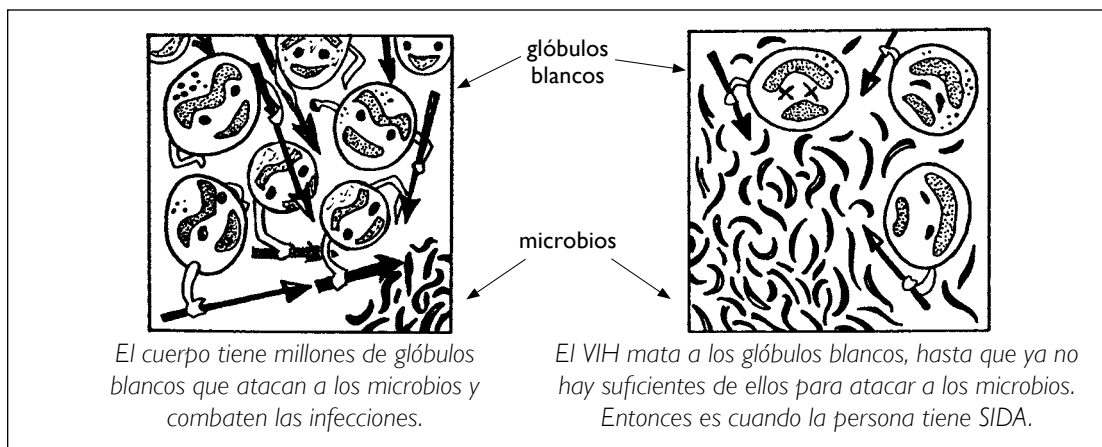 glóbulos
blancos
microbios
El cuerpo tiene millones de glóbulos
blancos que atacan a los microbios y
combaten las infecciones.
El VIH mata a los glóbulos blancos, hasta que ya no
hay suficientes de ellos para atacar a los microbios.
Entonces es cuando la persona tiene SIDA.